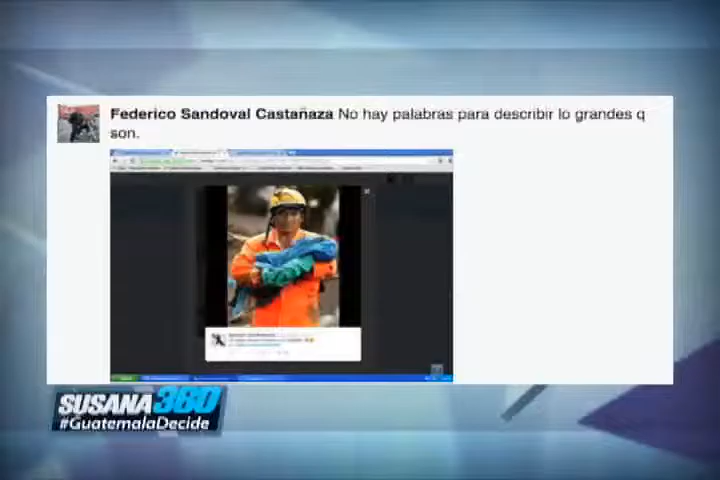 Federico Sandoval Castañaza No hay palabras para describir lo grandes q
son.
SUSANA360
#GuatemalaDecide